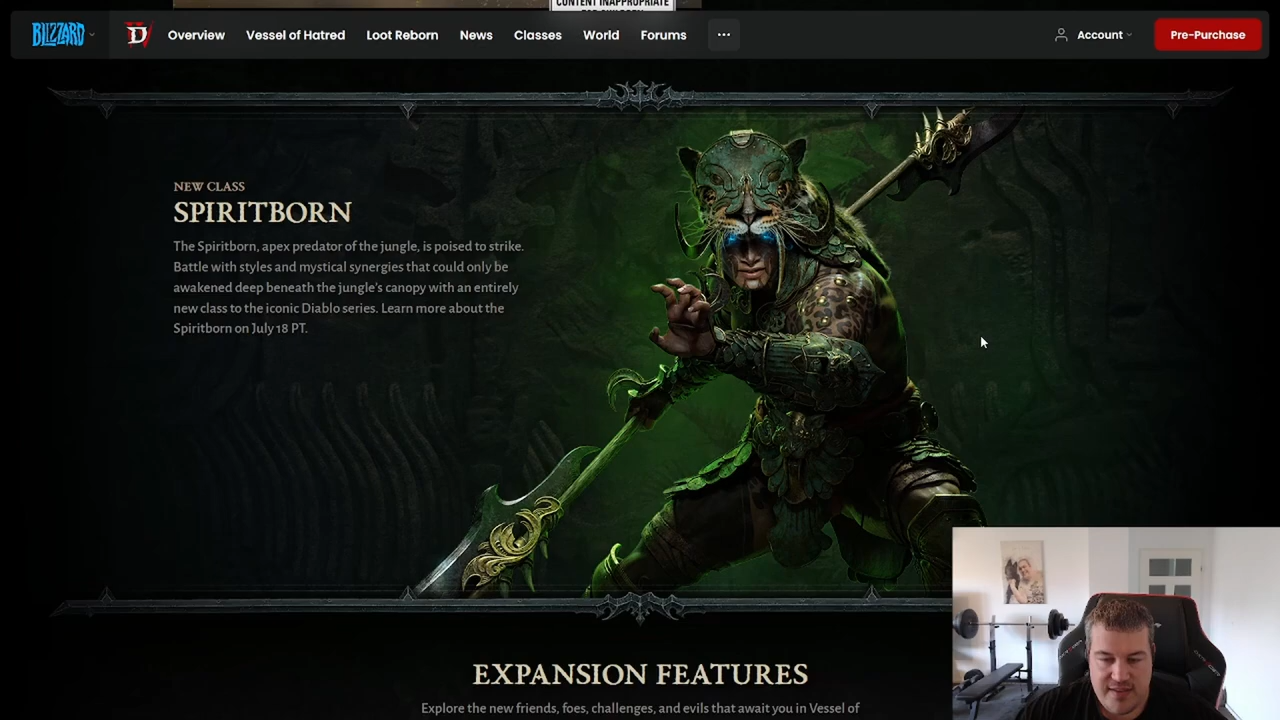 CONTENT INAPPROPRIATE
BLIZZARD
Overview
Vessel of Hatred
Loot Reborn
News
Classes
World
Forums
Account
Pre-Purchase
NEW CLASS
SPIRITBORN
The Spiritborn, apex predator of the jungle, is poised to strike.
Battle with styles and mystical synergies that could only be
awakened deep beneath the jungle's canopy with an entirely
new class to the iconic Diablo series. Learn more about the
Spiritborn on July 18 PT.
EXPANSION FEATURES
Explore the new friends, foes, challenges, and evils that await you in Vessel of